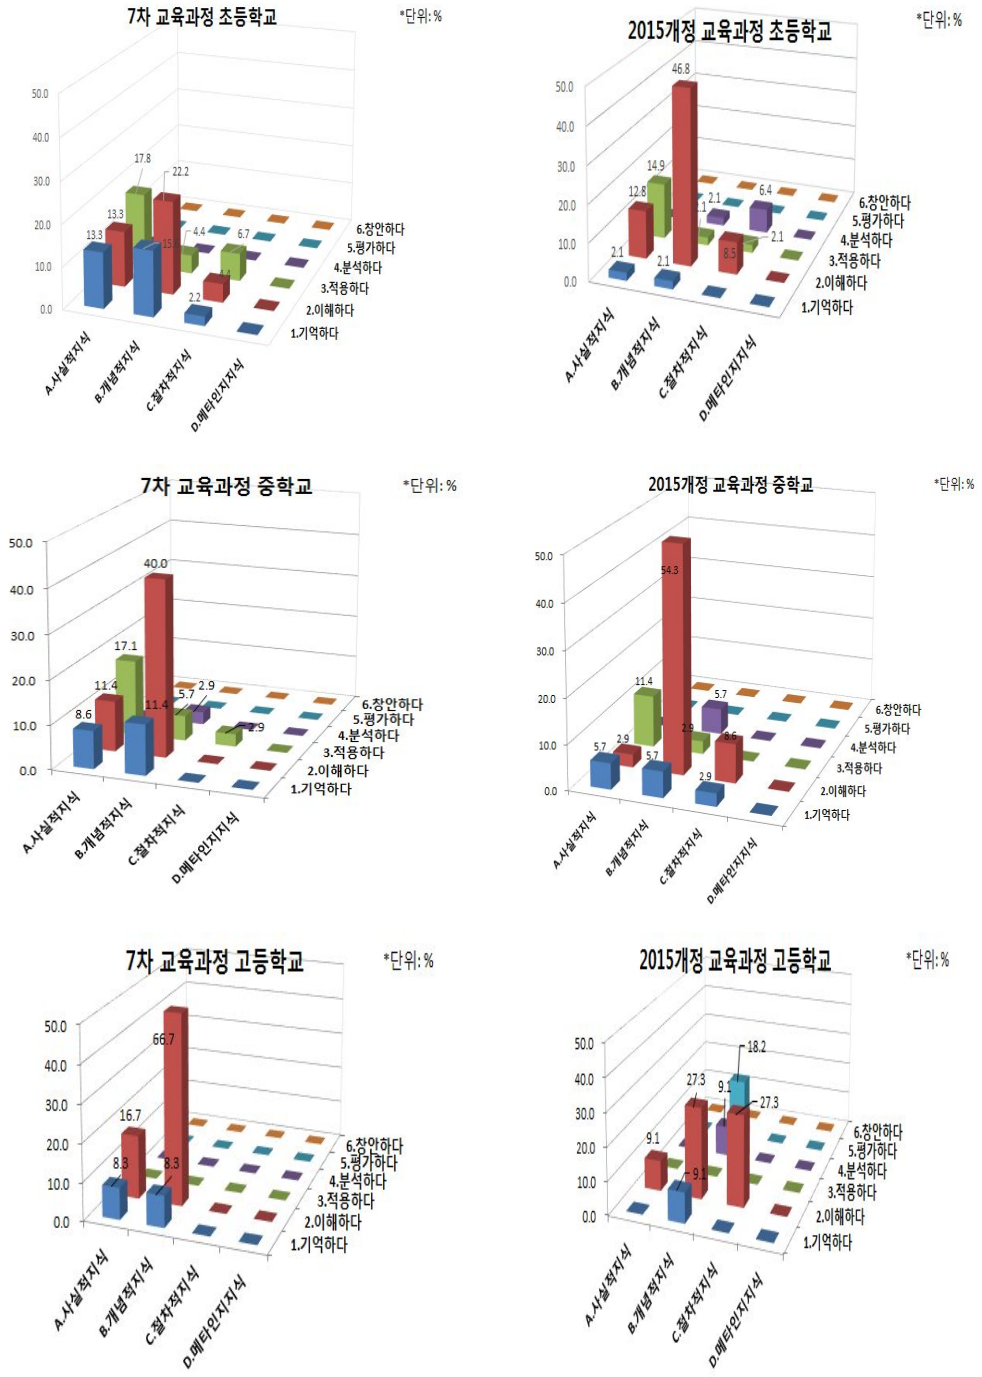 7차 교육과정 초등학교
*단위: %
50.0
40.0
30.0
20.0
10.0
0.0
17.8
22.2
13.3
13.3
15
4.4
6.7
4.4
2.2
6.창안하다
5.평가하다
4.분석하다
3.적용하다
2.이해하다
1.기억하다
A.사실적지식
B.개념적지식
C.절차적지식
D.메타인지지식
2015개정 교육과정 초등학교
*단위: %
50.0
40.0
30.0
20.0
10.0
0.0
46.8
14.9
12.8
2.1
6.4
2.1
8.5
2.1
2.1
6.창안하다
5.평가하다
4.분석하다
3.적용하다
2.이해하다
1.기억하다
A.사실적지식
B.개념적지식
C.절차적지식
D.메타인지지식
7차 교육과정 중학교
*단위: %
50.0
40.0
30.0
20.0
10.0
0.0
40.0
17.1
11.4
8.6
11.4
5.7
2.9
2.9
6.창안하다
5.평가하다
4.분석하다
3.적용하다
2.이해하다
1.기억하다
A.사실적지식
B.개념적지식
C.절차적지식
D.메타인지지식
2015개정 교육과정 중학교
*단위: %
50.0
40.0
30.0
20.0
10.0
0.0
54.3
11.4
5.7
2.9
5.7
2.9
5.7
8.6
2.9
6.창안하다
5.평가하다
4.분석하다
3.적용하다
2.이해하다
1.기억하다
A.사실적지식
B.개념적지식
C.절차적지식
D.메타인지지식
7차 교육과정 고등학교
*단위: %
50.0
40.0
30.0
20.0
10.0
0.0
66.7
16.7
8.3
8.3
6.창안하다
5.평가하다
4.분석하다
3.적용하다
2.이해하다
1.기억하다
A.사실적지식
B.개념적지식
C.절차적지식
D.메타인지지식
2015개정 교육과정 고등학교
*단위: %
50.0
40.0
30.0
20.0
10.0
0.0
18.2
27.3
9.1
27.3
9.1
9.1
6.창안하다
5.평가하다
4.분석하다
3.적용하다
2.이해하다
1.기억하다
A.사실적지식
B.개념적지식
C.절차적지식
D.메타인지지식